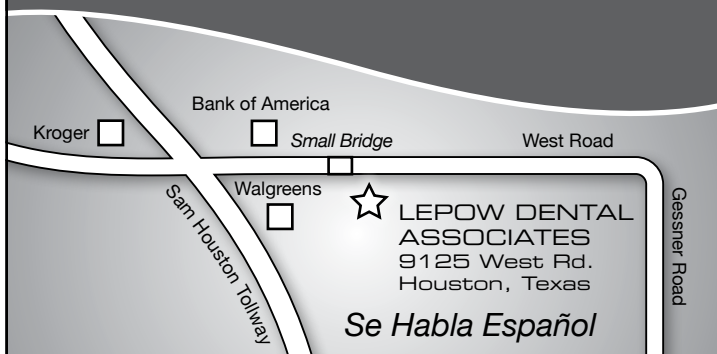 Bank of America
Kroger
Small Bridge
West Road
Walgreens
Sam Houston Tollway
Gessner Road
LEPOW DENTAL
ASSOCIATES
9125 West Rd.
Houston, Texas
Se Habla Español